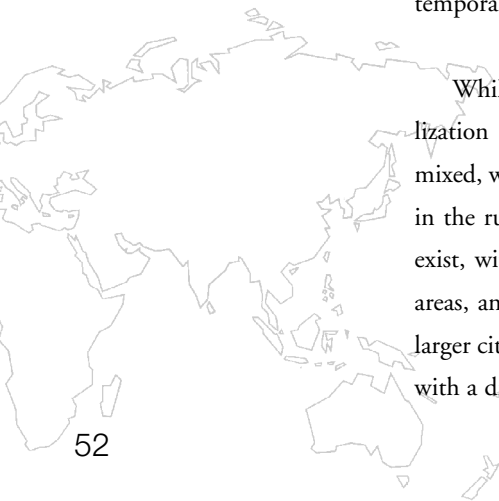 tempora
Whil
lization
mixed, w
in the ru
exist, wi
areas, an
larger cit
with a d
52